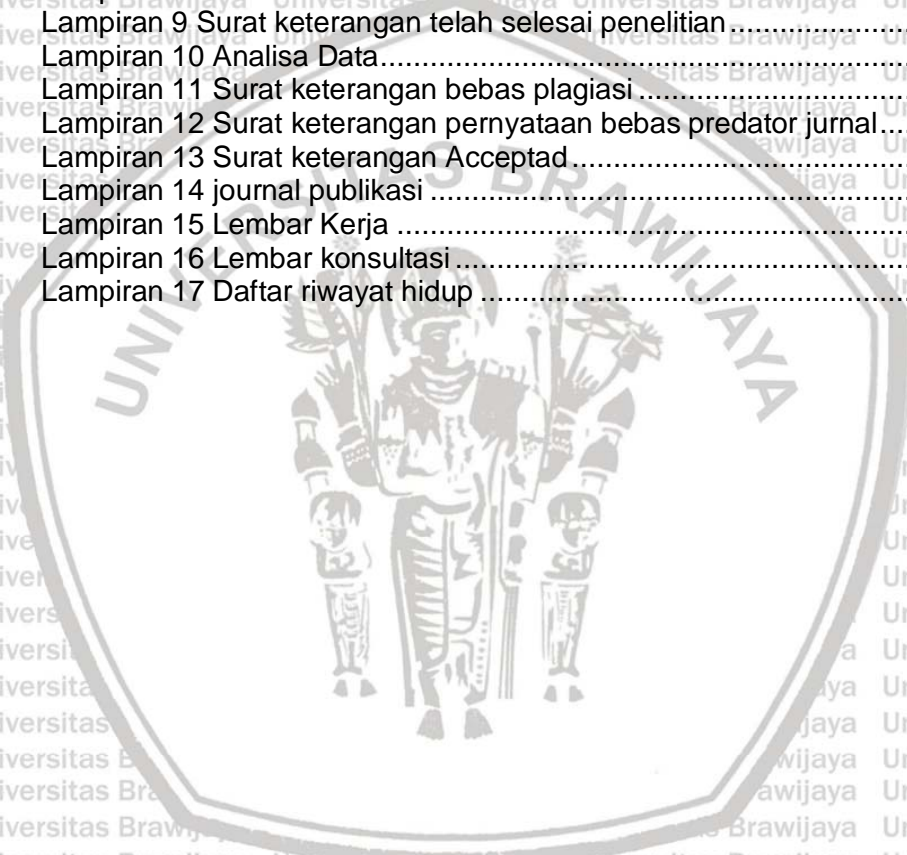 Lampiran 9 Surat keterangan telah selesai penelitian....................
Lampiran 10 Analisa Data....................
Lampiran 11 Surat keterangan bebas plagiasi....................
Lampiran 12 Surat keterangan pernyataan bebas predator jurnal....
Lampiran 13 Surat keterangan Acceptad....................
Lampiran 14 journal publikasi ....................
Lampiran 15 Lembar Kerja ....................
Lampiran 16 Lembar konsultasi....................
Lampiran 17 Daftar riwayat hidup ....................
UNIVERSITAS BRAWIJAYA